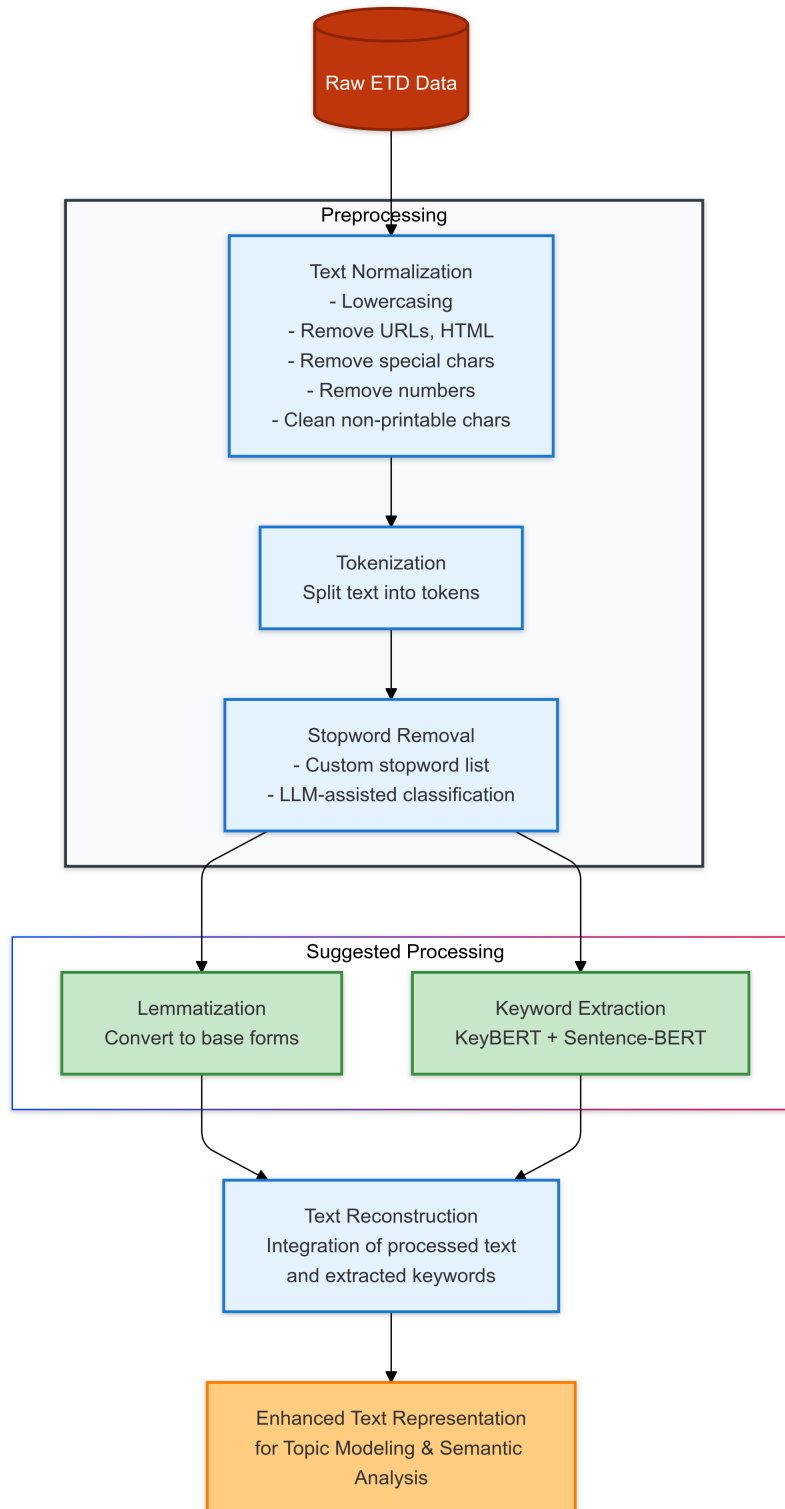 Raw ETD Data
Preprocessing
Text Normalization
- Lowercasing
- Remove URLs, HTML
- Remove special chars
- Remove numbers
- Clean non-printable chars
Tokenization
Split text into tokens
Stopword Removal
- Custom stopword list
- LLM-assisted classification
Suggested Processing
Lemmatization
Convert to base forms
Keyword Extraction
KeyBERT + Sentence-BERT
Text Reconstruction
Integration of processed text
and extracted keywords
Enhanced Text Representation
for Topic Modeling & Semantic
Analysis